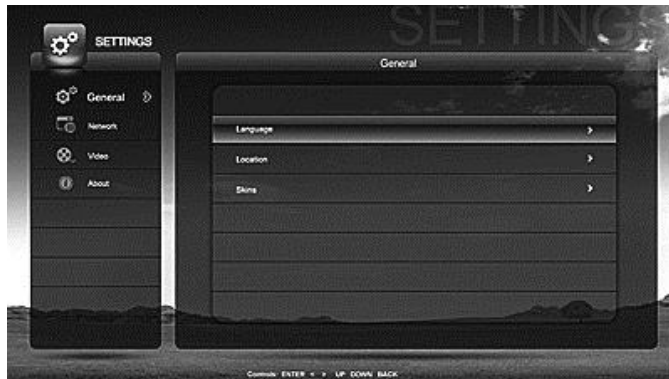 SETTINGS
SETTINGS
General
General
Network
Video
About
Language
Location
Skins
Controls: ENTER < > UP DOWN BACK